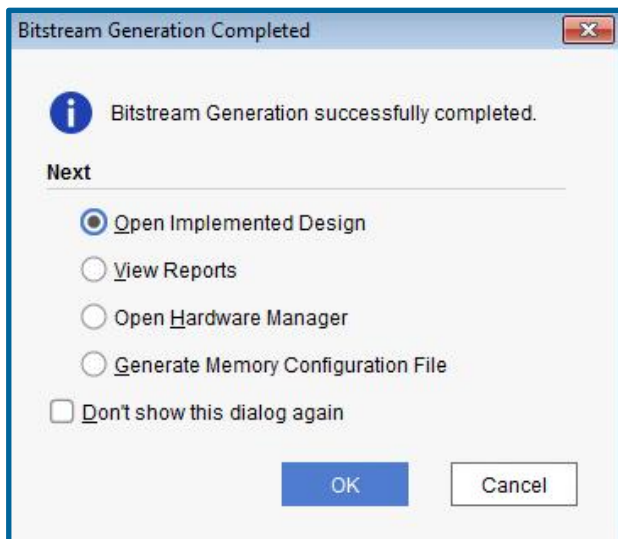 Bitstream Generation Completed
Bitstream Generation successfully completed.
Next
Open Implemented Design
View Reports
Open Hardware Manager
Generate Memory Configuration File
Don't show this dialog again
OK
Cancel